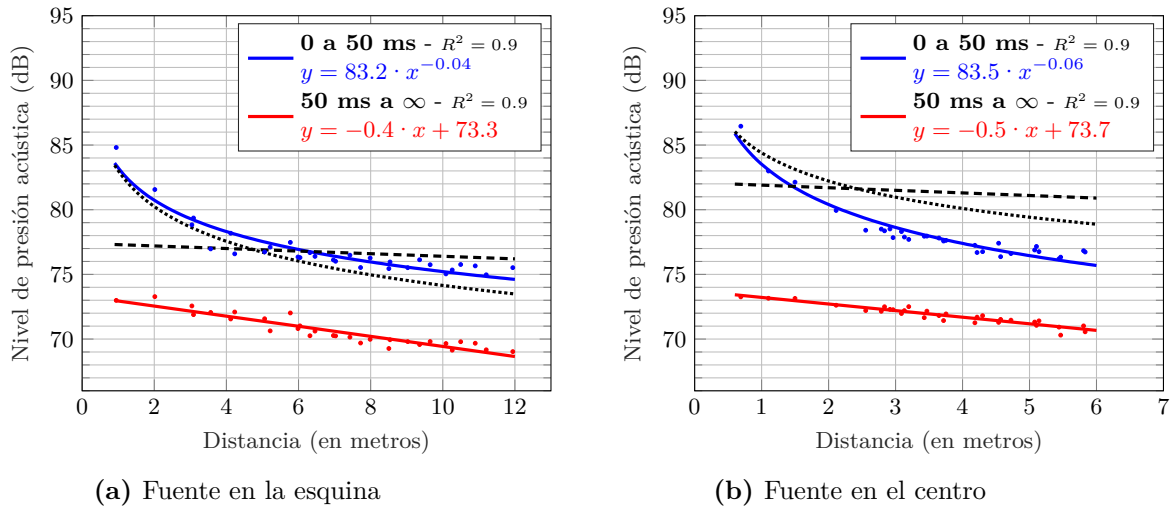 95
90
85
80
75
70
0
2
4
6
8
10
12
Nivel de presión acústica (dB)
Distancia (en metros)
0 a 50 ms - R² = 0.9
y = 83.2 · x^−0.04
50 ms a ∞ - R² = 0.9
y = −0.4 · x + 73.3
(a) Fuente en la esquina
95
90
85
80
75
70
0
1
2
3
4
5
6
7
Nivel de presión acústica (dB)
Distancia (en metros)
0 a 50 ms - R² = 0.9
y = 83.5 · x^−0.06
50 ms a ∞ - R² = 0.9
y = −0.5 · x + 73.7
(b) Fuente en el centro